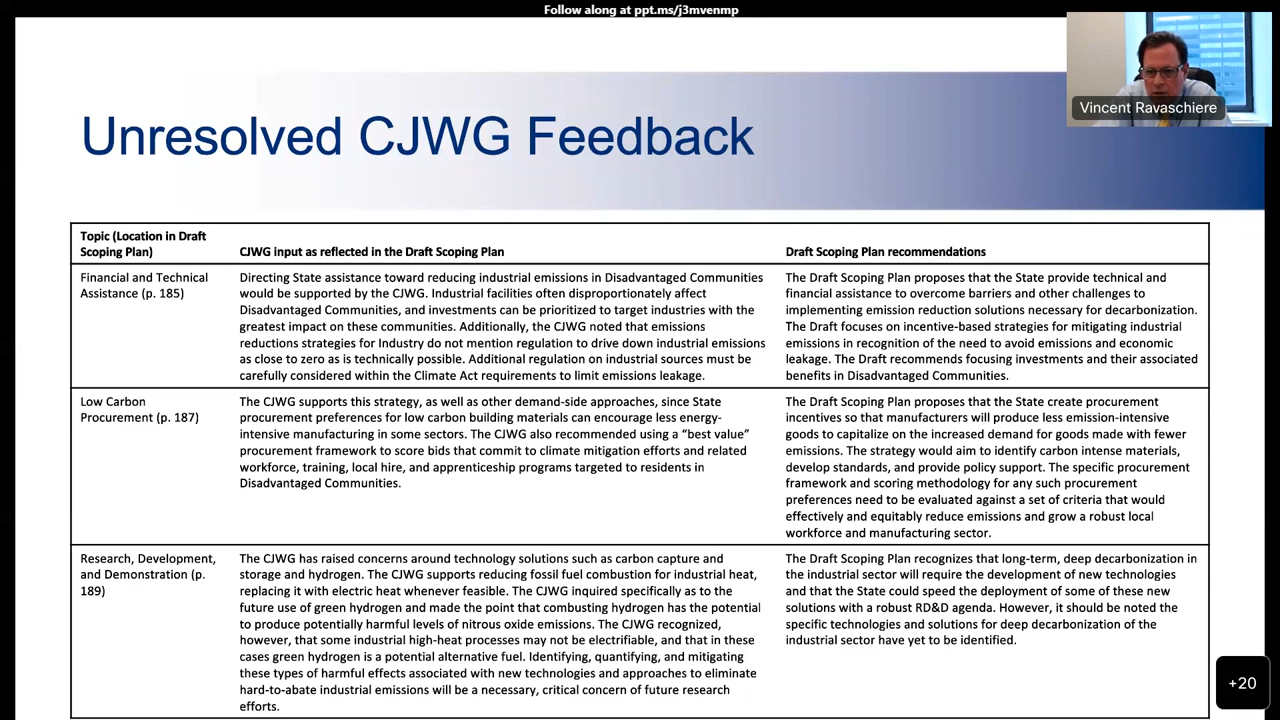 Follow along at ppt.ms/j3mvenmp
Vincent Ravaschiere
Unresolved CJWG Feedback
Topic (Location in Draft
Scoping Plan)
CJWG input as reflected in the Draft Scoping Plan
Draft Scoping Plan recommendations
Financial and Technical
Assistance (p. 185)
Directing State assistance toward reducing industrial emissions in Disadvantaged Communities
would be supported by the CJWG. Industrial facilities often disproportionately affect
Disadvantaged Communities, and investments can be prioritized to target industries with the
greatest impact on these communities. Additionally, the CJWG noted that emissions
reductions strategies for Industry do not mention regulation to drive down industrial emissions
as close to zero as is technically possible. Additional regulation on industrial sources must be
carefully considered within the Climate Act requirements to limit emissions leakage.
The Draft Scoping Plan proposes that the State provide technical and
financial assistance to overcome barriers and other challenges to
implementing emission reduction solutions necessary for decarbonization.
The Draft focuses on incentive-based strategies for mitigating industrial
emissions in recognition of the need to avoid emissions and economic
leakage. The Draft recommends focusing investments and their associated
benefits in Disadvantaged Communities.
Low Carbon
Procurement (p. 187)
The CJWG supports this strategy, as well as other demand-side approaches, since State
procurement preferences for low carbon building materials can encourage less energy-
intensive manufacturing in some sectors. The CJWG also recommended using a “best value”
procurement framework to score bids that commit to climate mitigation efforts and related
workforce, training, local hire, and apprenticeship programs targeted to residents in
Disadvantaged Communities.
The Draft Scoping Plan proposes that the State create procurement
incentives so that manufacturers will produce less emission-intensive
goods to capitalize on the increased demand for goods made with fewer
emissions. The strategy would aim to identify carbon intense materials,
develop standards, and provide policy support. The specific procurement
framework and scoring methodology for any such procurement
preferences need to be evaluated against a set of criteria that would
effectively and equitably reduce emissions and grow a robust local
workforce and manufacturing sector.
Research, Development,
and Demonstration (p.
189)
The CJWG has raised concerns around technology solutions such as carbon capture and
storage and hydrogen. The CJWG supports reducing fossil fuel combustion for industrial heat,
replacing it with electric heat whenever feasible. The CJWG inquired specifically as to the
future use of green hydrogen and made the point that combusting hydrogen has the potential
to produce potentially harmful levels of nitrous oxide emissions. The CJWG recognized,
however, that some industrial high-heat processes may not be electrifiable, and that in these
cases green hydrogen is a potential alternative fuel. Identifying, quantifying, and mitigating
these types of harmful effects associated with new technologies and approaches to eliminate
hard-to-abate industrial emissions will be a necessary, critical concern of future research
efforts.
The Draft Scoping Plan recognizes that long-term, deep decarbonization in
the industrial sector will require the development of new technologies
and that the State could speed the deployment of some of these new
solutions with a robust RD&D agenda. However, it should be noted the
specific technologies and solutions for deep decarbonization of the
industrial sector have yet to be identified.
+20